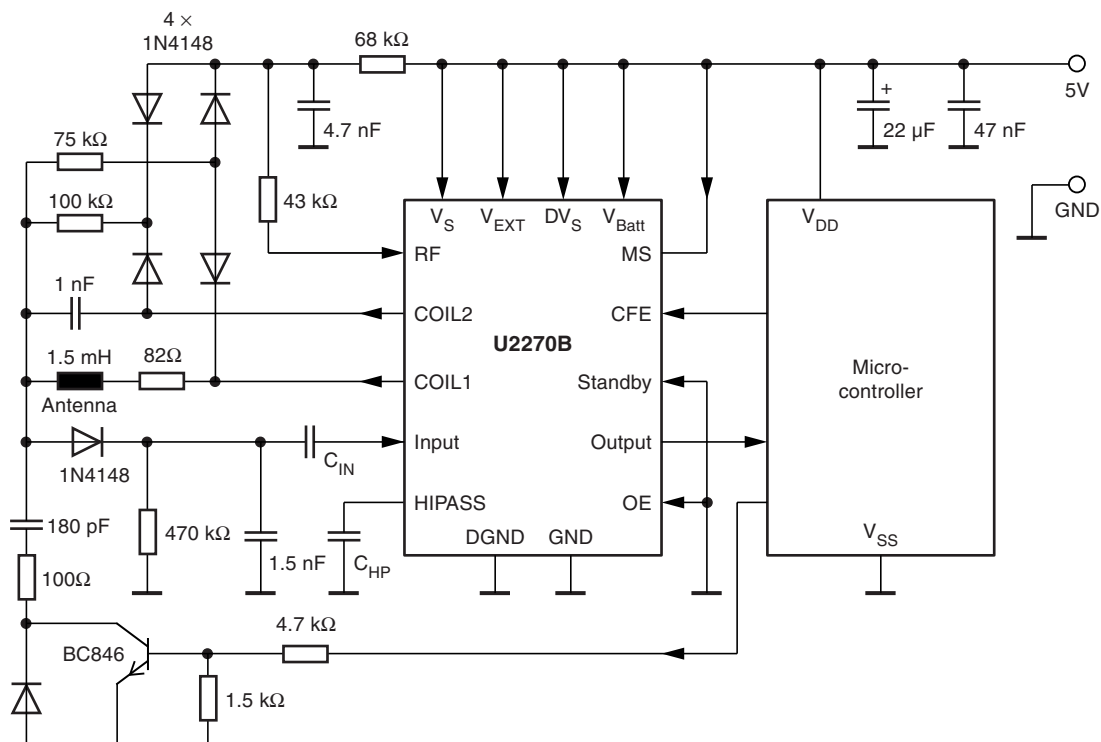 4 ×
1N4148
68 kΩ
5V
4.7 nF
+
22 µF
47 nF
75 kΩ
100 kΩ
43 kΩ
GND
V_S
V_EXT
DV_S
V_Batt
V_DD
RF
MS
1 nF
COIL2
CFE
U2270B
1.5 mH
82Ω
COIL1
Standby
Micro-
controller
Antenna
Input
Output
1N4148
C_IN
HIPASS
OE
180 pF
470 kΩ
1.5 nF
C_HP
DGND
GND
V_SS
100Ω
4.7 kΩ
BC846
1.5 kΩ